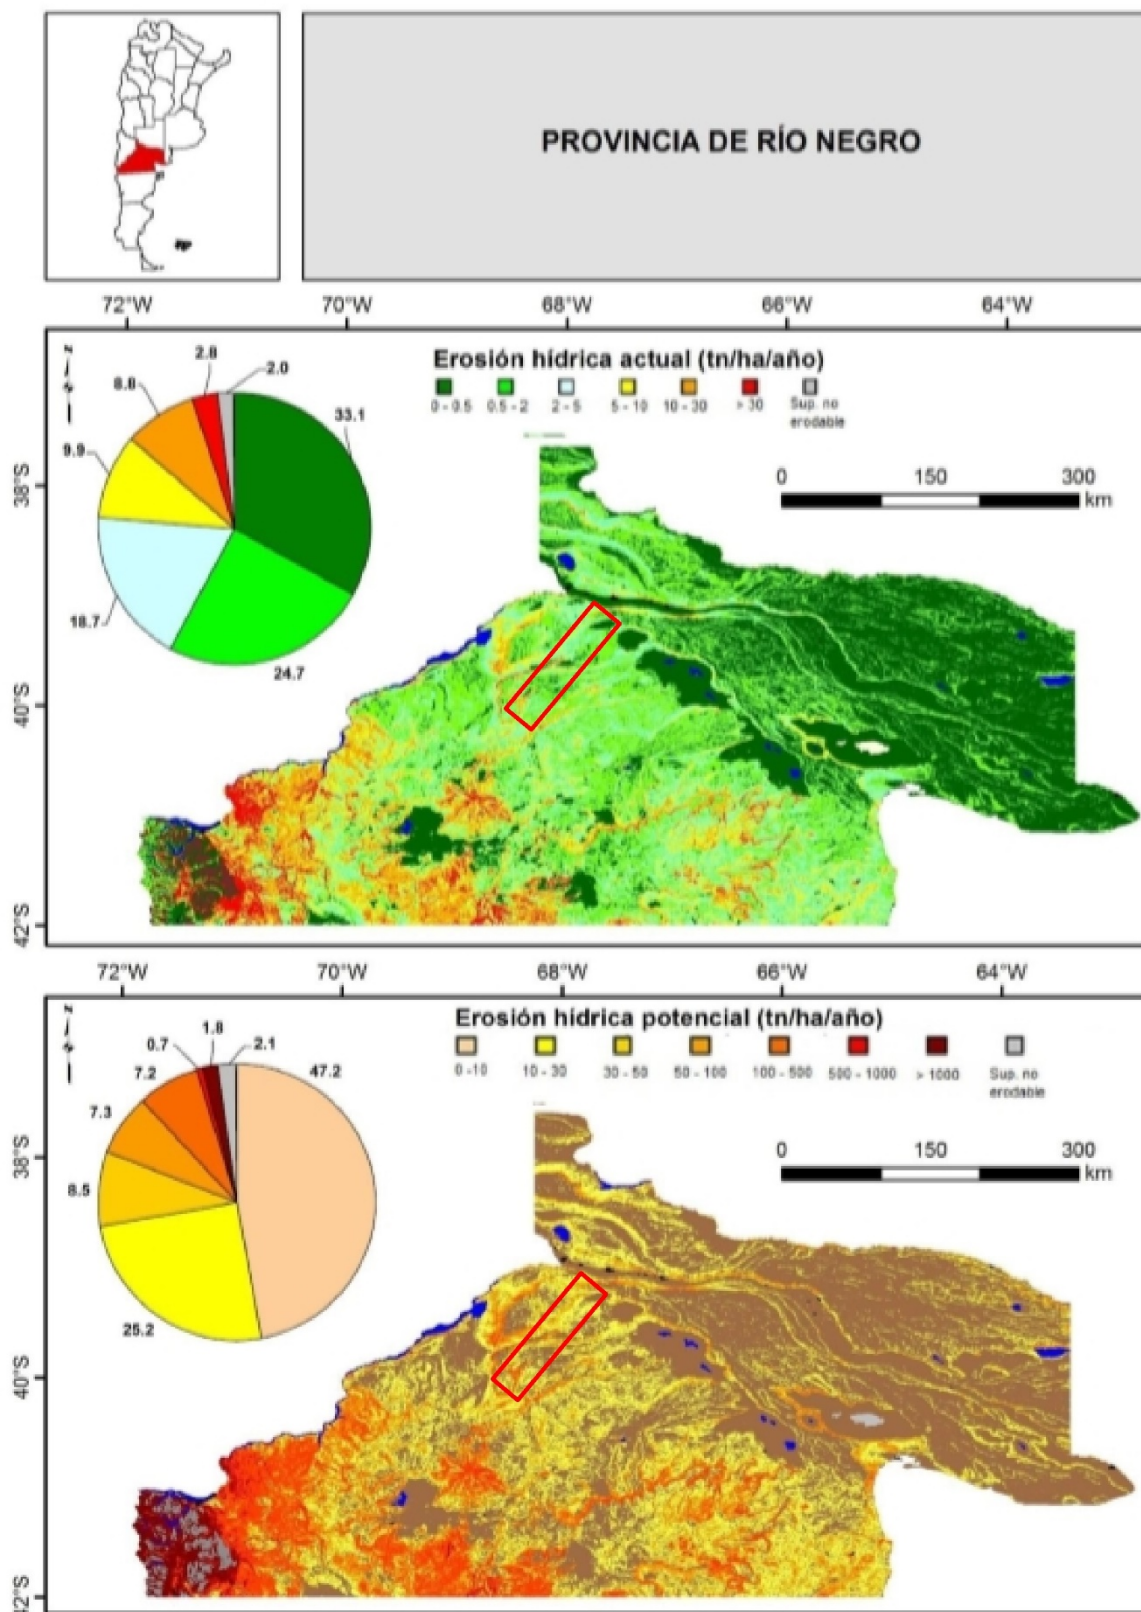 PROVINCIA DE RÍO NEGRO
72°W 70°W 68°W 66°W 64°W
Erosión hídrica actual (tn/ha/año)
0 - 0.5 0.5 - 2 2 - 5 5 - 10 10 - 30 > 30 Sup. no
erodable
N
2.8
2.0
8.8
33.1
9.9
18.7
24.7
0 150 300
km
38°S
40°S
42°S
72°W 70°W 68°W 66°W 64°W
Erosión hídrica potencial (tn/ha/año)
0 -10 10 - 30 30 - 50 50 - 100 100 - 500 500 - 1000 > 1000 Sup. no
erodable
N
1.8
0.7
2.1
7.2
47.2
7.3
8.5
25.2
0 150 300
km
38°S
40°S
2°S